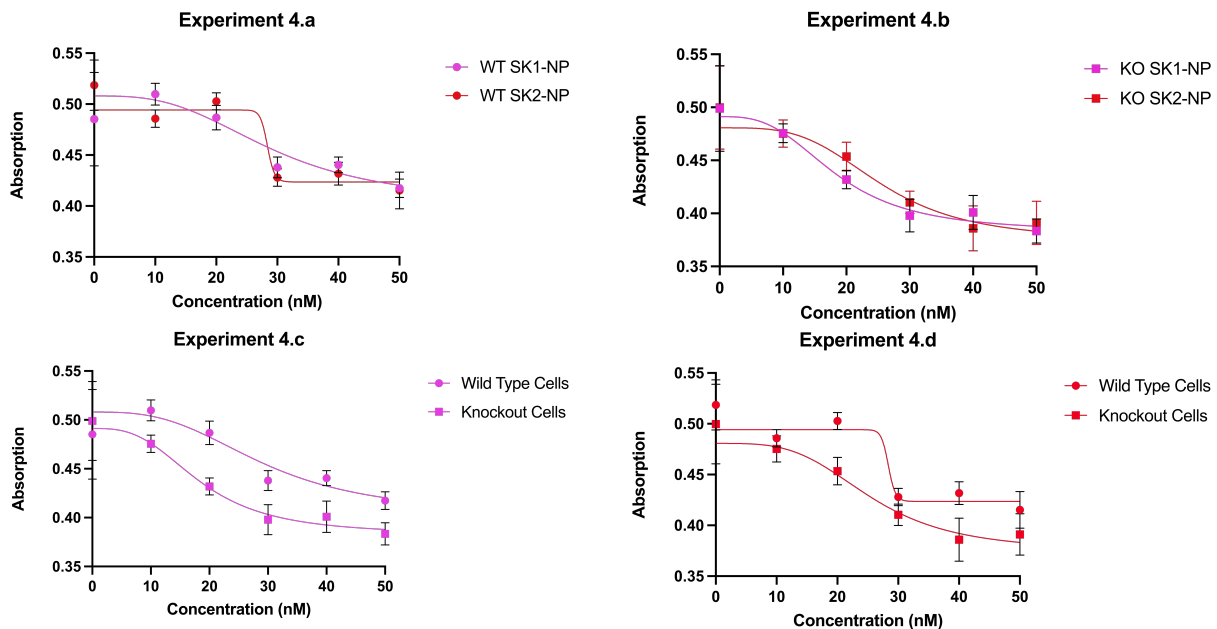 Experiment 4.a
Absorption
0.55
0.50
0.45
0.40
0.35
0
10
20
30
40
50
Concentration (nM)
WT SK1-NP
WT SK2-NP
Experiment 4.b
Absorption
0.55
0.50
0.45
0.40
0.35
0
10
20
30
40
50
Concentration (nM)
KO SK1-NP
KO SK2-NP
Experiment 4.c
Absorption
0.55
0.50
0.45
0.40
0.35
0
10
20
30
40
50
Concentration (nM)
Wild Type Cells
Knockout Cells
Experiment 4.d
Absorption
0.55
0.50
0.45
0.40
0.35
0
10
20
30
40
50
Concentration (nM)
Wild Type Cells
Knockout Cells